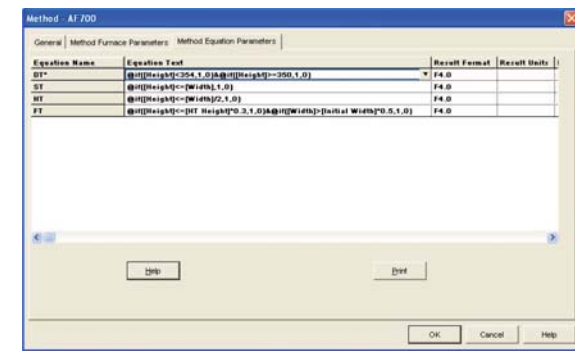 Method - AF700
General Method Furnace Parameters Method Equation Parameters
Equation Name Equation Text Result Format Result Units
DT* @if([Height]<354,1,0)&@if([Height]>=350,1,0) F4.0
ST @if([Height]<=[Width],1,0) F4.0
HT @if([Height]<=[Width]/2,1,0) F4.0
FT @if([Height]<=[HT Height]*0.3,1,0)&@if([Width]>[Initial Width]*0.5,1,0) F4.0
Help Print
OK Cancel Help